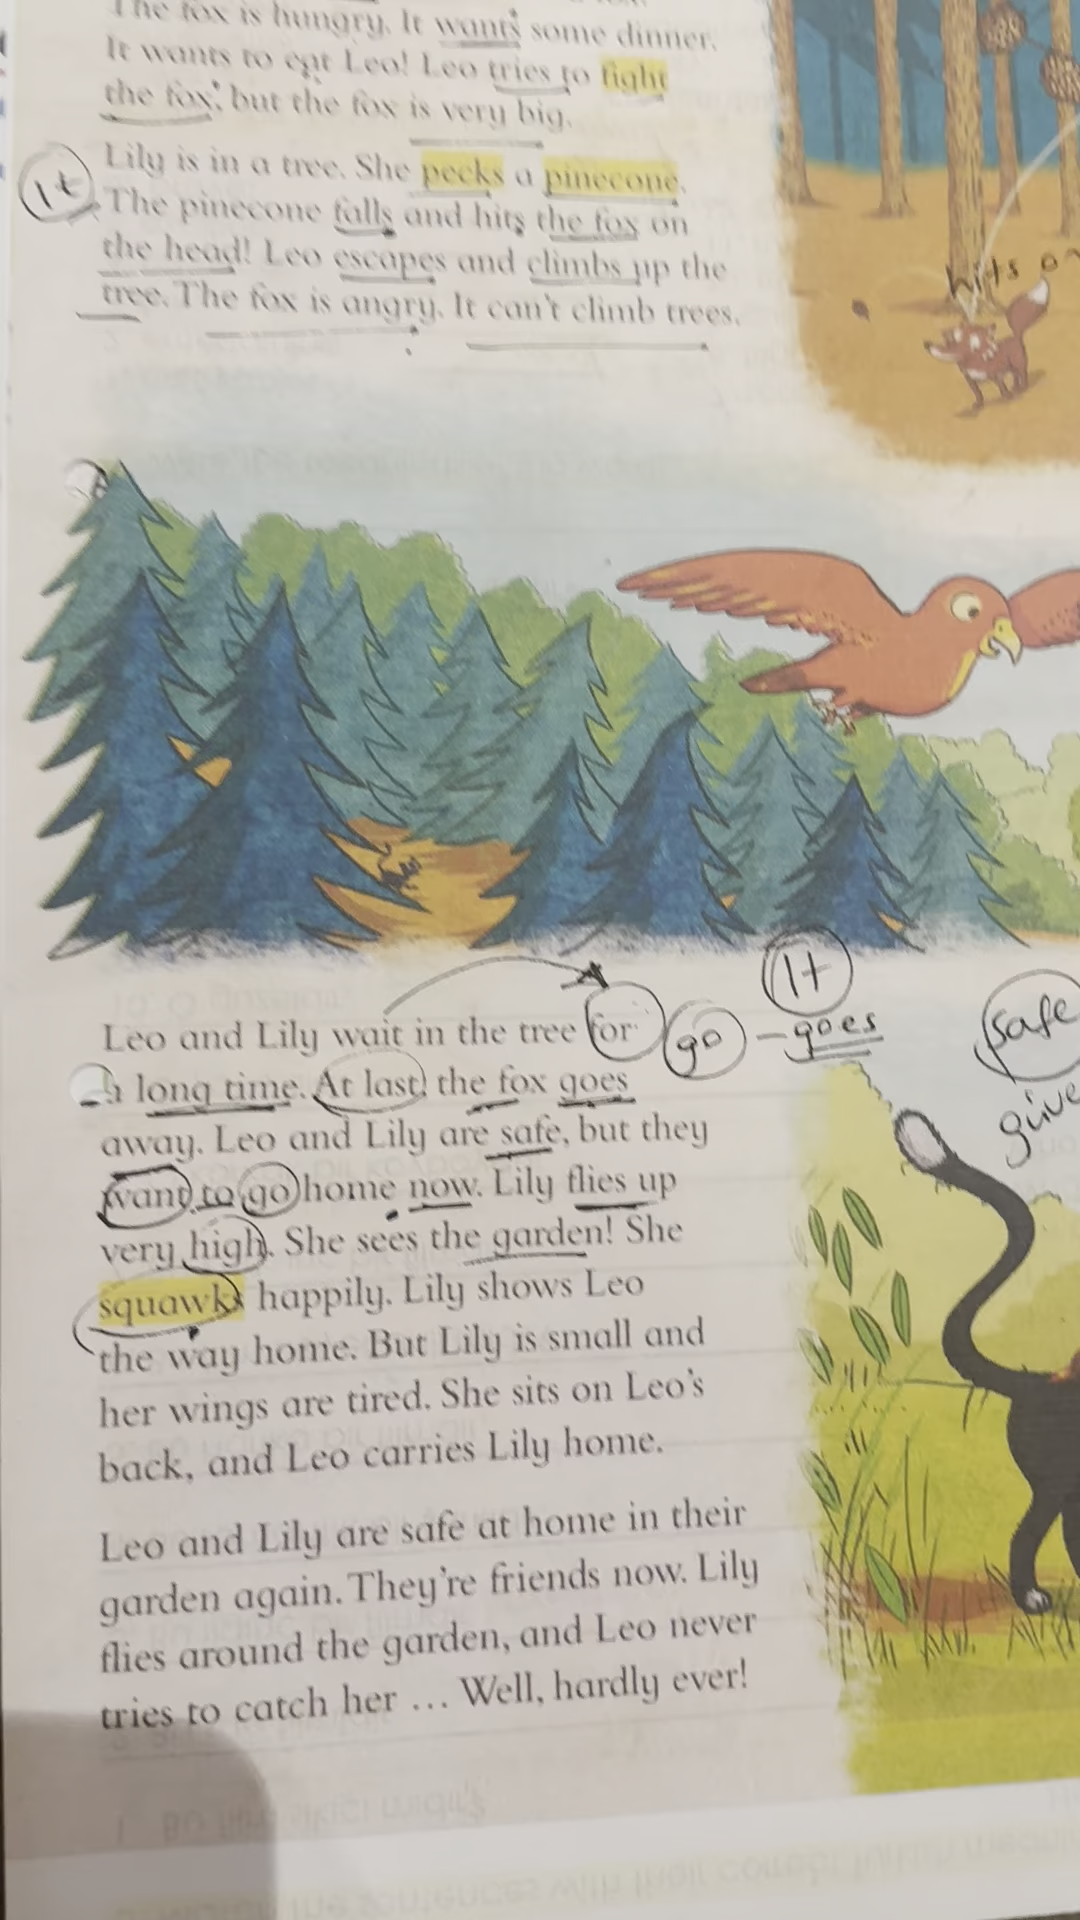 The fox is hungry. It wants some dinner.
It wants to eat Leo! Leo tries to fight
the fox, but the fox is very big.
Lily is in a tree. She pecks a pinecone.
It
The pinecone falls and hits the fox on
the head! Leo escapes and climbs up the
hits on
tree. The fox is angry. It can't climb trees.
It
Leo and Lily wait in the tree for
go – goes
safe
a long time. At last, the fox goes
give
away. Leo and Lily are safe, but they
want to go home now. Lily flies up
very high. She sees the garden! She
squawks happily. Lily shows Leo
the way home. But Lily is small and
her wings are tired. She sits on Leo's
back, and Leo carries Lily home.
Leo and Lily are safe at home in their
garden again. They're friends now. Lily
flies around the garden, and Leo never
tries to catch her ... Well, hardly ever!